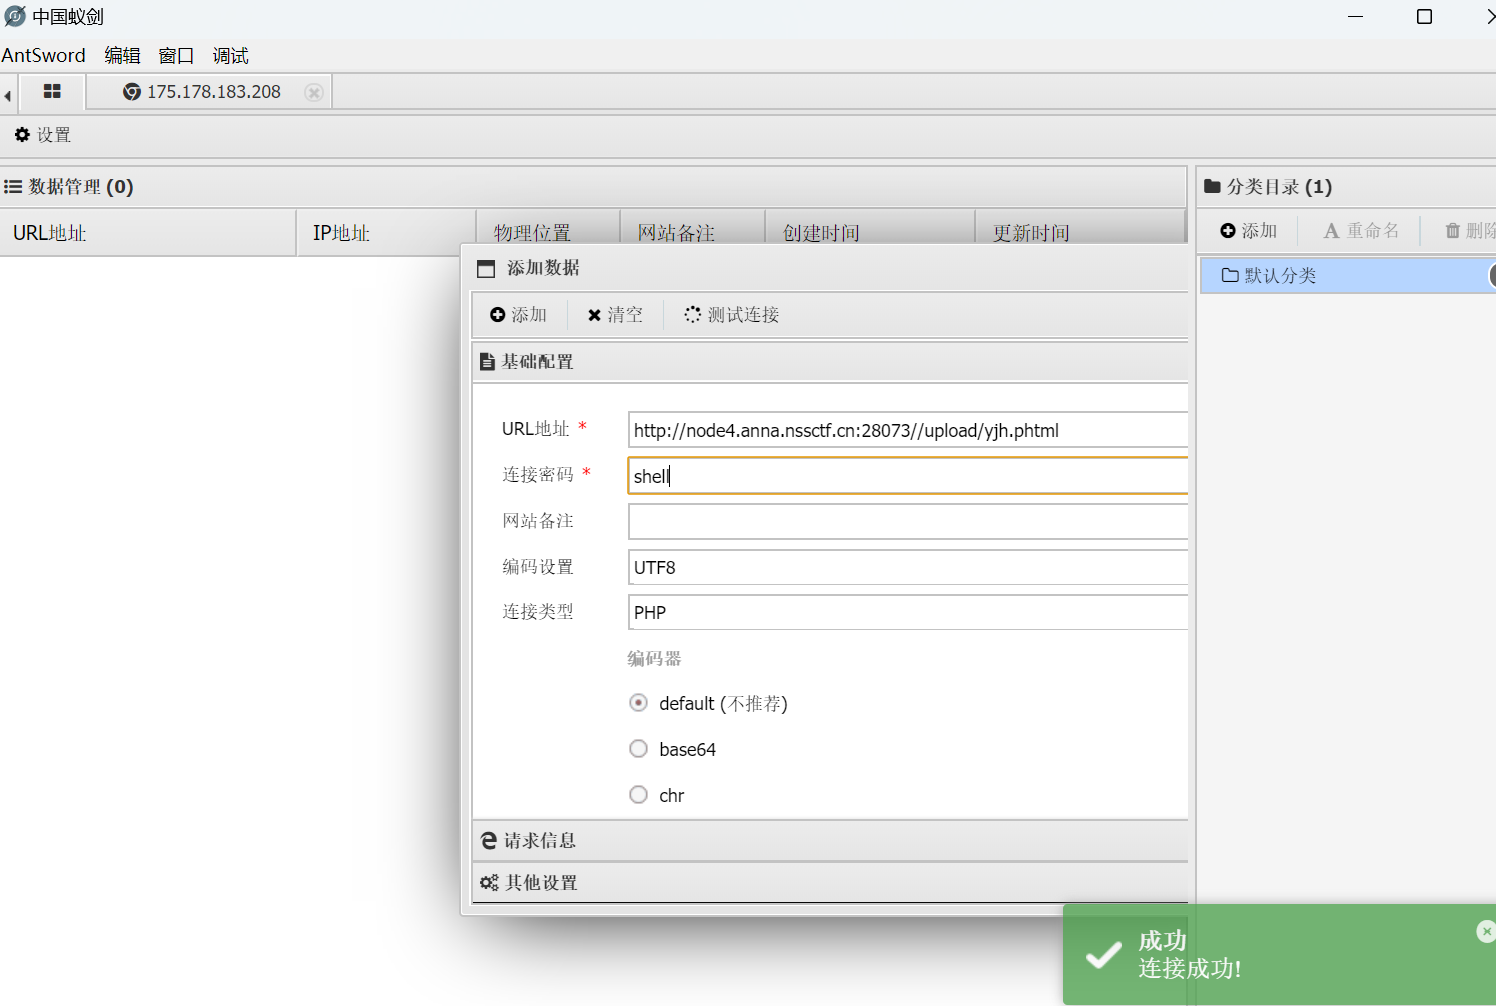 中国蚁剑
AntSword 编辑 窗口 调试
175.178.183.208
设置
数据管理 (0)
URL地址 IP地址 物理位置 网站备注 创建时间 更新时间
分类目录 (1)
添加 重命名 删除
默认分类
添加数据
添加 清空 测试连接
基础配置
URL地址 * http://node4.anna.nssctf.cn:28073//upload/yjh.phtml
连接密码 * shell
网站备注
编码设置 UTF8
连接类型 PHP
编码器
default (不推荐)
base64
chr
请求信息
其他设置
成功
连接成功!